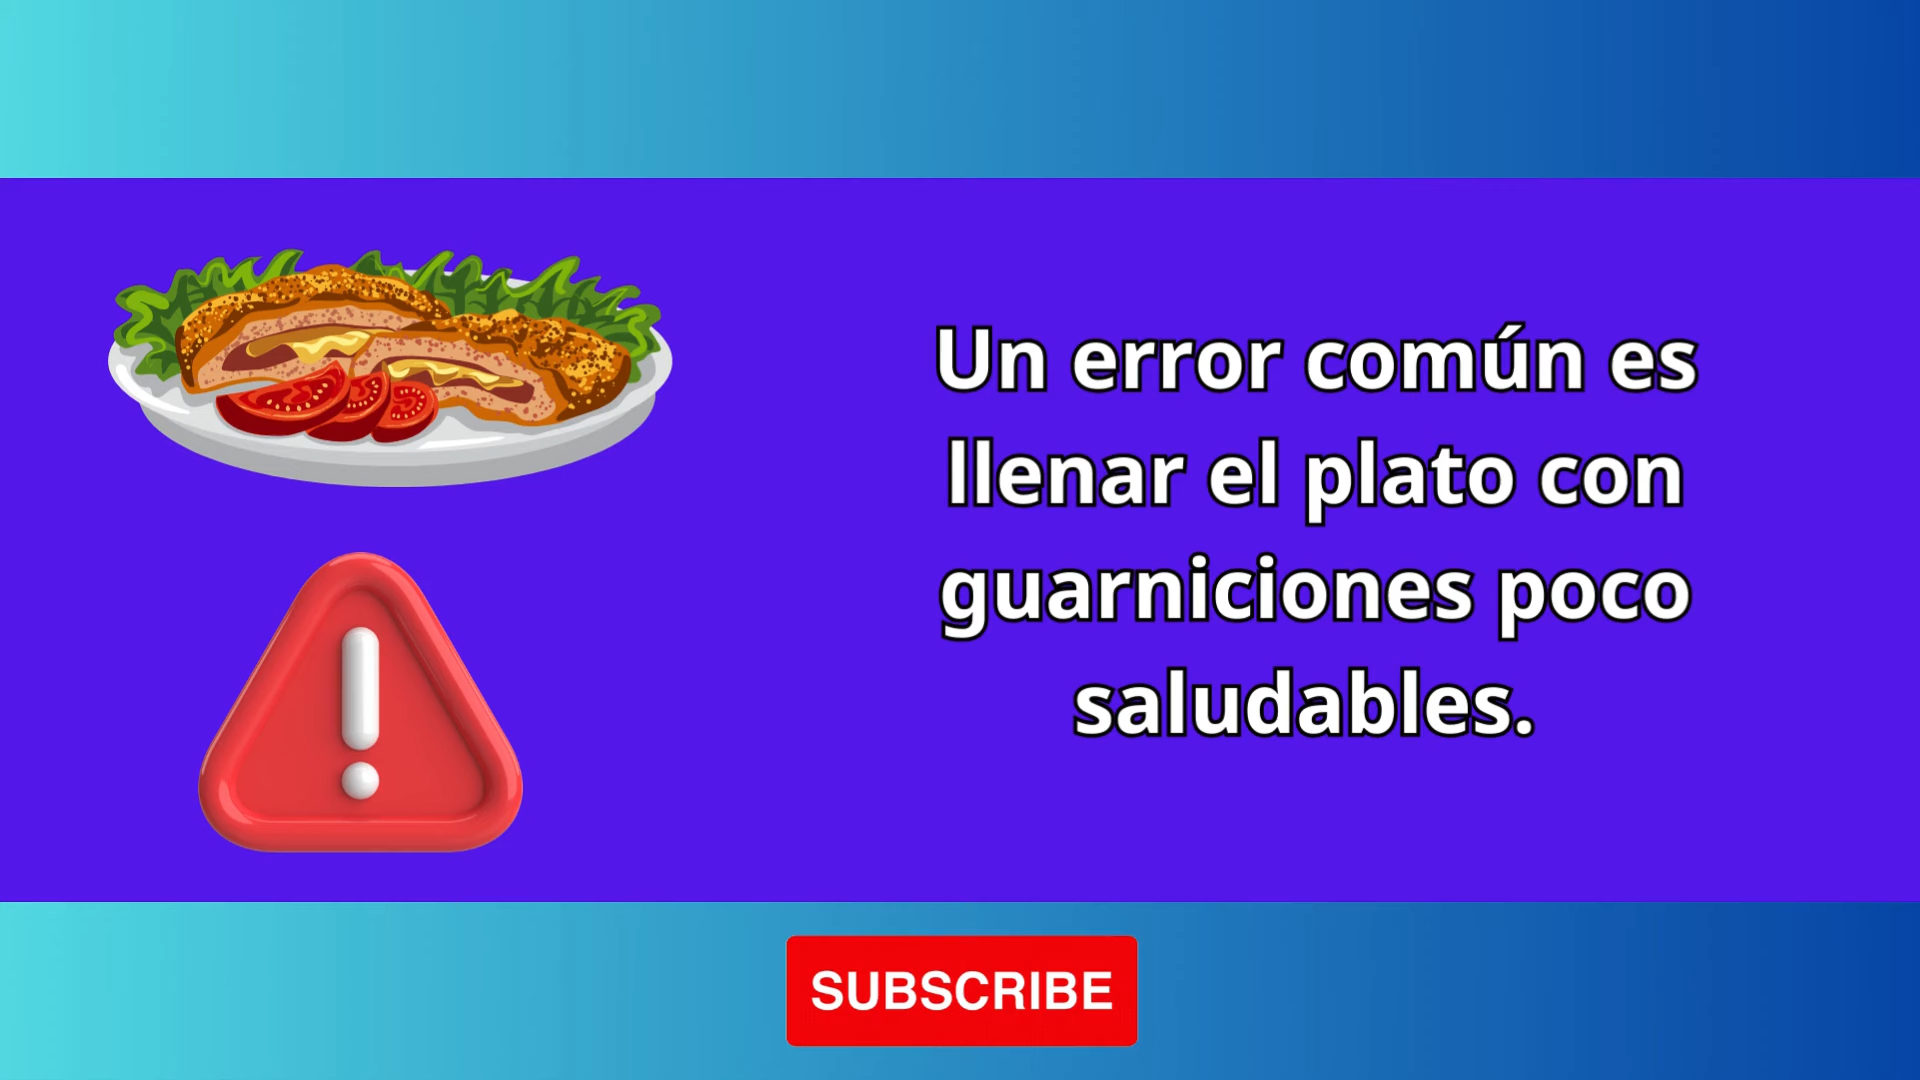 Un error común es
llenar el plato con
guarniciones poco
saludables.
SUBSCRIBE